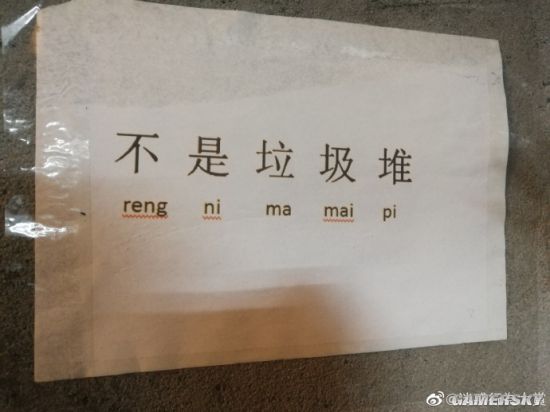 不是垃圾堆
reng ni ma mai pi
GAMERSKY